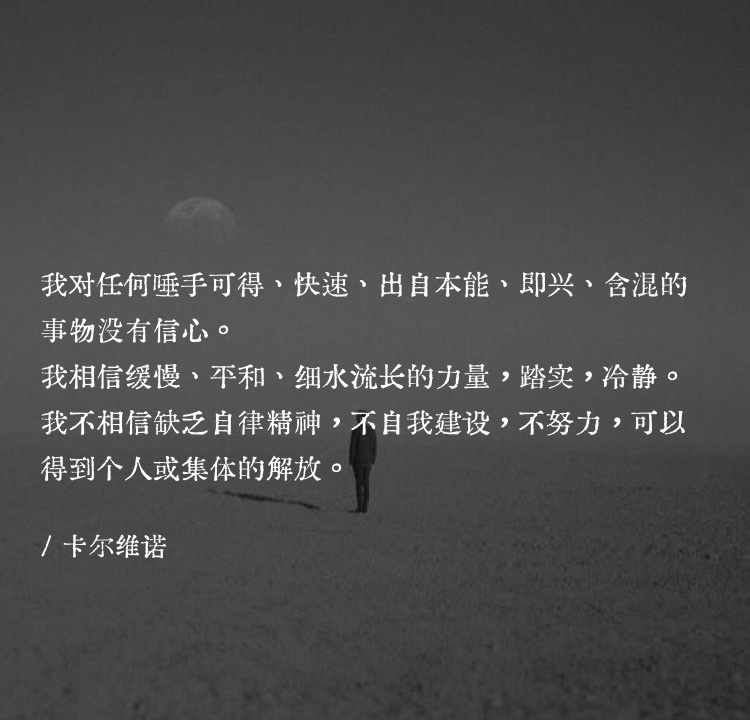 我对任何唾手可得、快速、出自本能、即兴、含混的
事物没有信心。
我相信缓慢、平和、细水流长的力量，踏实，冷静。
我不相信缺乏自律精神，不自我建设，不努力，可以
得到个人或集体的解放。
/ 卡尔维诺